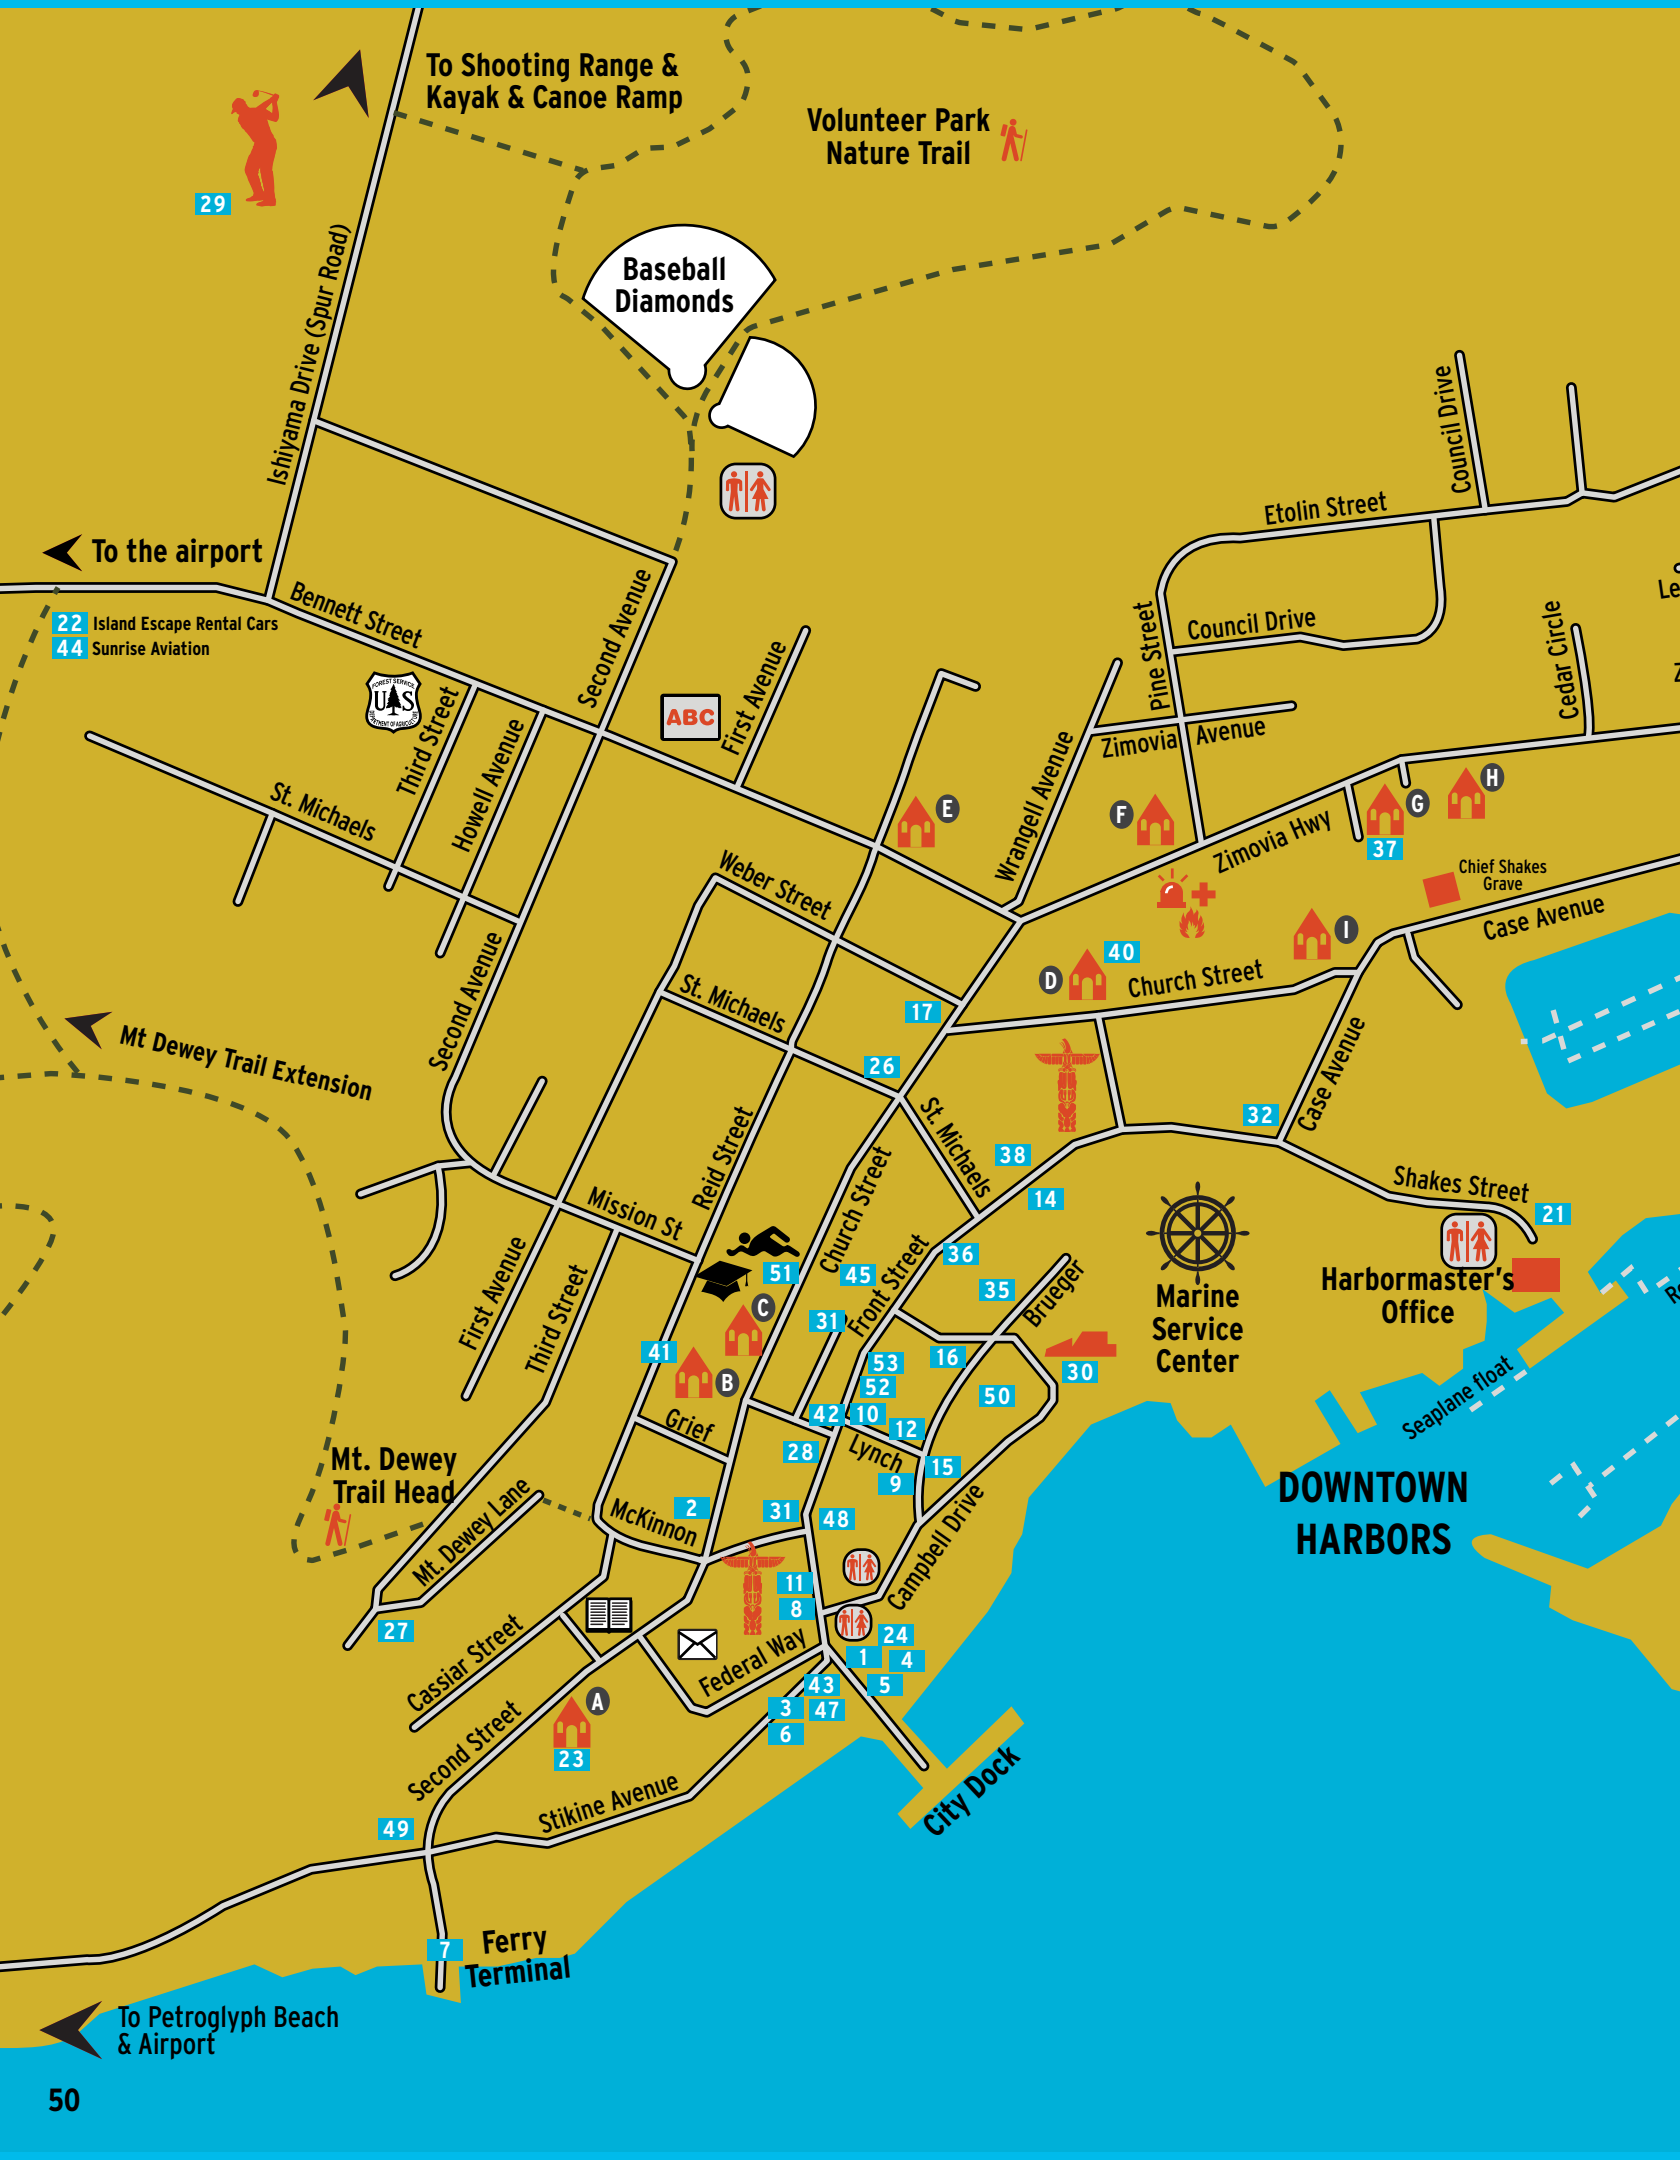 To Shooting Range &
Kayak & Canoe Ramp
Volunteer Park
Nature Trail
29
Ishiyama Drive (Spur Road)
Baseball
Diamonds
Council Drive
Etolin Street
To the airport
22 Island Escape Rental Cars
44 Sunrise Aviation
Bennett Street
Second Avenue
Pine Street
Council Drive
Cedar Circle
Le
Z
FOREST SERVICE
U S
DEPARTMENT OF AGRICULTURE
Third Street
Howell Avenue
ABC
First Avenue
Wrangell Avenue
Zimovia Avenue
St. Michaels
E
F
G
H
37
Zimovia Hwy
Weber Street
Chief Shakes
Grave
Case Avenue
I
D
40
Church Street
Second Avenue
St. Michaels
17
Mt Dewey Trail Extension
26
St. Michaels
Case Avenue
32
38
14
Reid Street
Mission St
Church Street
Shakes Street
21
First Avenue
Third Street
51
45
Front Street
36
35
Brueger
Marine
Service
Center
Harbormaster's
Office
Ro
C
31
41
B
53
52
16
30
50
Seaplane float
Grief
42
10
12
Lynch
28
15
9
Mt. Dewey
Trail Head
DOWNTOWN
HARBORS
Mt. Dewey Lane
McKinnon
2
31
48
Campbell Drive
11
8
27
Cassiar Street
Federal Way
24
1
4
5
43
3
47
6
Second Street
A
23
Stikine Avenue
City Dock
49
7
Ferry
Terminal
To Petroglyph Beach
& Airport
50